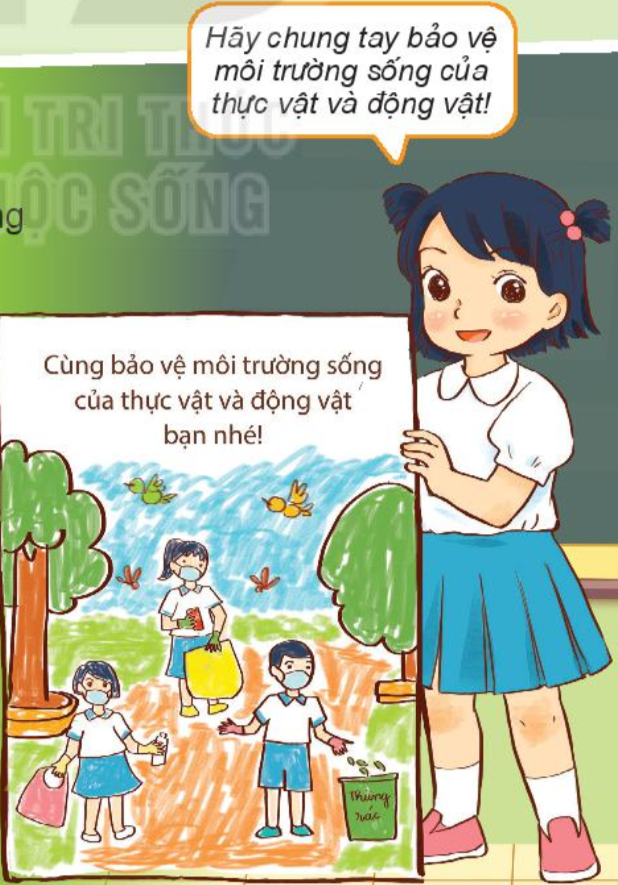 Hãy chung tay bảo vệ
môi trường sống của
thực vật và động vật!
TRI THỨC
SỐNG
Cùng bảo vệ môi trường sống
của thực vật và động vật
bạn nhé!
Thùng
rác